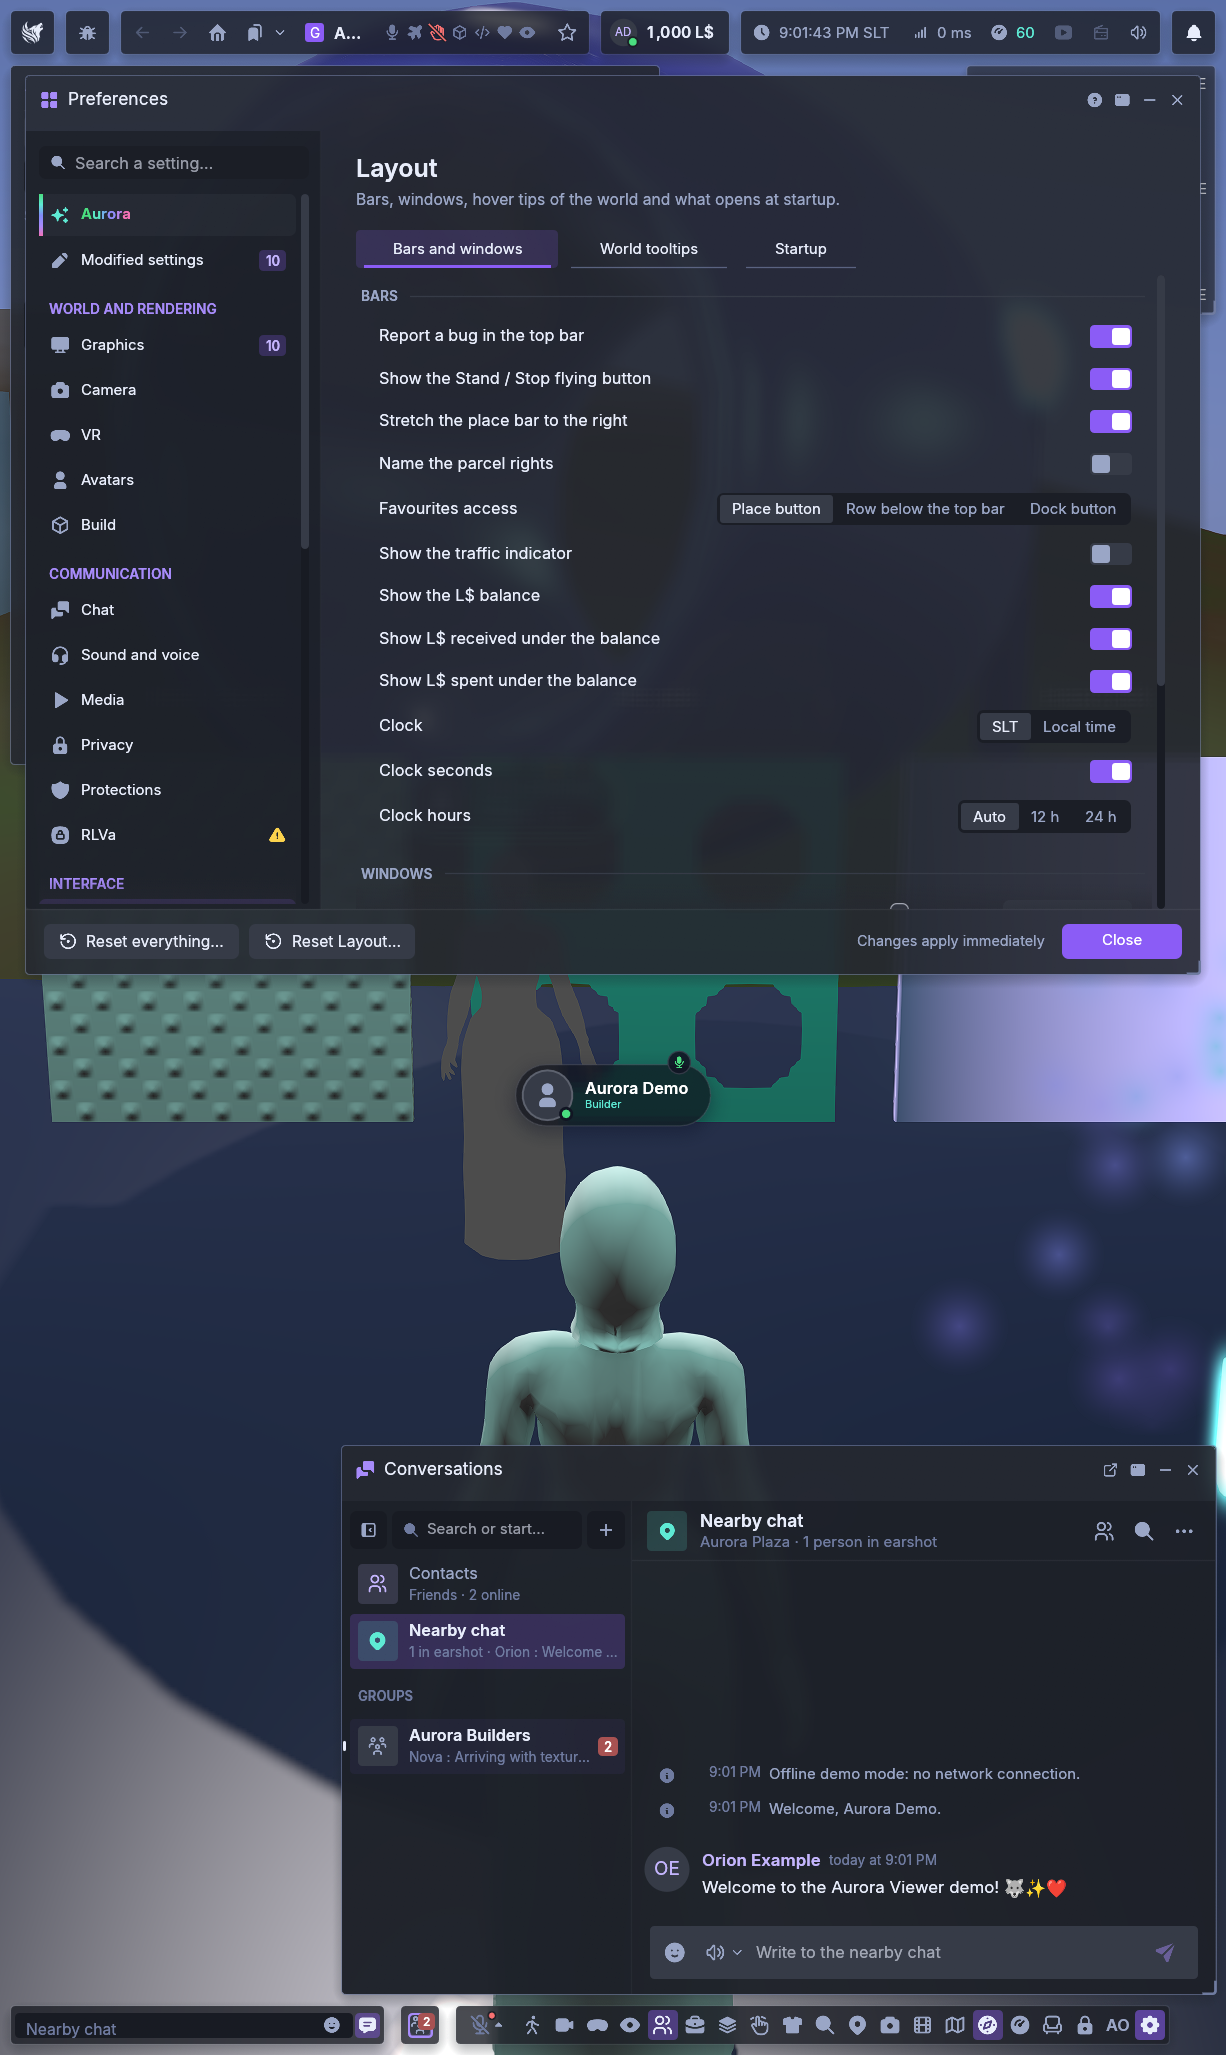 G A...
AD 1,000 L$
9:01:43 PM SLT 0 ms 60
Preferences
Search a setting...
Aurora
Modified settings 10
WORLD AND RENDERING
Graphics 10
Camera
VR
Avatars
Build
COMMUNICATION
Chat
Sound and voice
Media
Privacy
Protections
RLVa
INTERFACE
Layout
Bars, windows, hover tips of the world and what opens at startup.
Bars and windows World tooltips Startup
BARS
Report a bug in the top bar
Show the Stand / Stop flying button
Stretch the place bar to the right
Name the parcel rights
Favourites access Place button Row below the top bar Dock button
Show the traffic indicator
Show the L$ balance
Show L$ received under the balance
Show L$ spent under the balance
Clock SLT Local time
Clock seconds
Clock hours Auto 12 h 24 h
WINDOWS
Reset everything... Reset Layout... Changes apply immediately Close
Aurora Demo
Builder
Conversations
Search or start...
Contacts
Friends · 2 online
Nearby chat
1 in earshot · Orion : Welcome ...
GROUPS
Aurora Builders
Nova : Arriving with textur... 2
Nearby chat
Aurora Plaza · 1 person in earshot
9:01 PM Offline demo mode: no network connection.
9:01 PM Welcome, Aurora Demo.
OE Orion Example today at 9:01 PM
Welcome to the Aurora Viewer demo! 🐺✨❤️
Write to the nearby chat
Nearby chat 2 AO